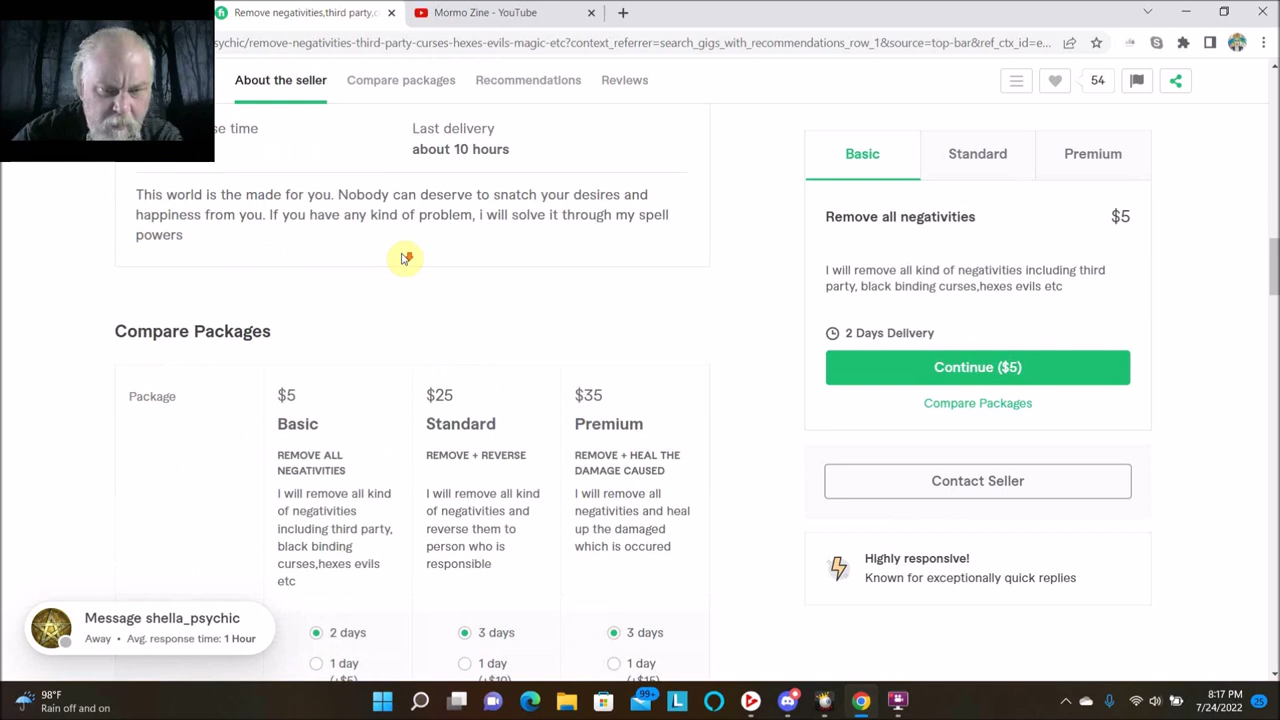 Remove negativities,third party,c
Mormo Zine - YouTube
sychic/remove-negativities-third-party-curses-hexes-evils-magic-etc?context_referrer=search_gigs_with_recommendations_row_1&source=top-bar&ref_ctx_id=e...
About the seller
Compare packages
Recommendations
Reviews
54
se time
Last delivery
about 10 hours
This world is the made for you. Nobody can deserve to snatch your desires and
happiness from you. If you have any kind of problem, i will solve it through my spell
powers
Basic
Standard
Premium
Remove all negativities
$5
I will remove all kind of negativities including third
party, black binding curses,hexes evils etc
2 Days Delivery
Continue ($5)
Compare Packages
Contact Seller
Highly responsive!
Known for exceptionally quick replies
Compare Packages
Package
$5
Basic
REMOVE ALL
NEGATIVITIES
I will remove all kind
of negativities
including third party,
black binding
curses,hexes evils
etc
2 days
1 day
(+$5)
$25
Standard
REMOVE + REVERSE
I will remove all kind
of negativities and
reverse them to
person who is
responsible
3 days
1 day
(+$10)
$35
Premium
REMOVE + HEAL THE
DAMAGE CAUSED
I will remove all
negativities and heal
up the damaged
which is occured
3 days
1 day
(+$15)
Message shella_psychic
Away • Avg. response time: 1 Hour
98°F
Rain off and on
99+
8:17 PM
7/24/2022
25